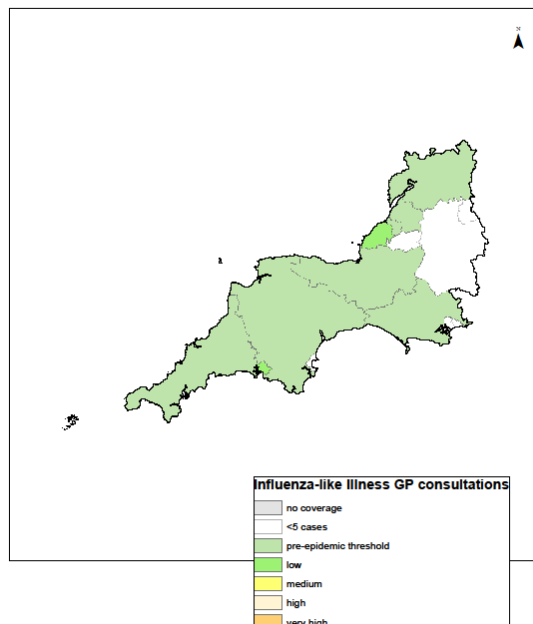 N
Influenza-like Illness GP consultations
no coverage
<5 cases
pre-epidemic threshold
low
medium
high
very high